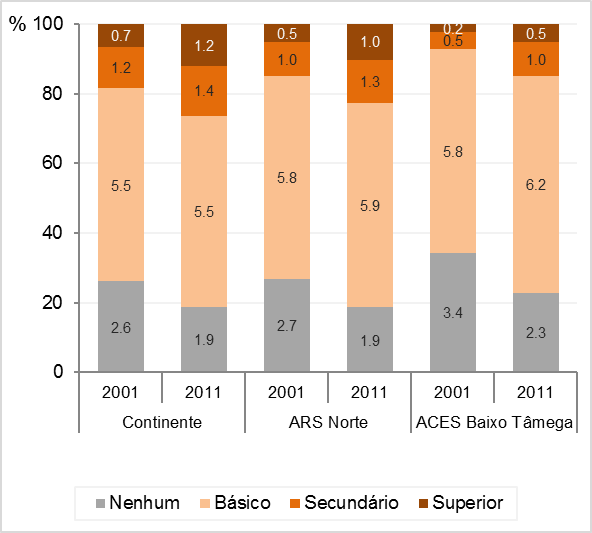 % 100
80
60
40
20
0
0.7 1.2 0.5 1.0 0.2 0.5
1.2 1.4 1.0 1.3 0.5 1.0
5.5 5.5 5.8 5.9 5.8 6.2
2.6 1.9 2.7 1.9 3.4 2.3
2001 2011 2001 2011 2001 2011
Continente ARS Norte ACES Baixo Tâmega
Nenhum Básico Secundário Superior